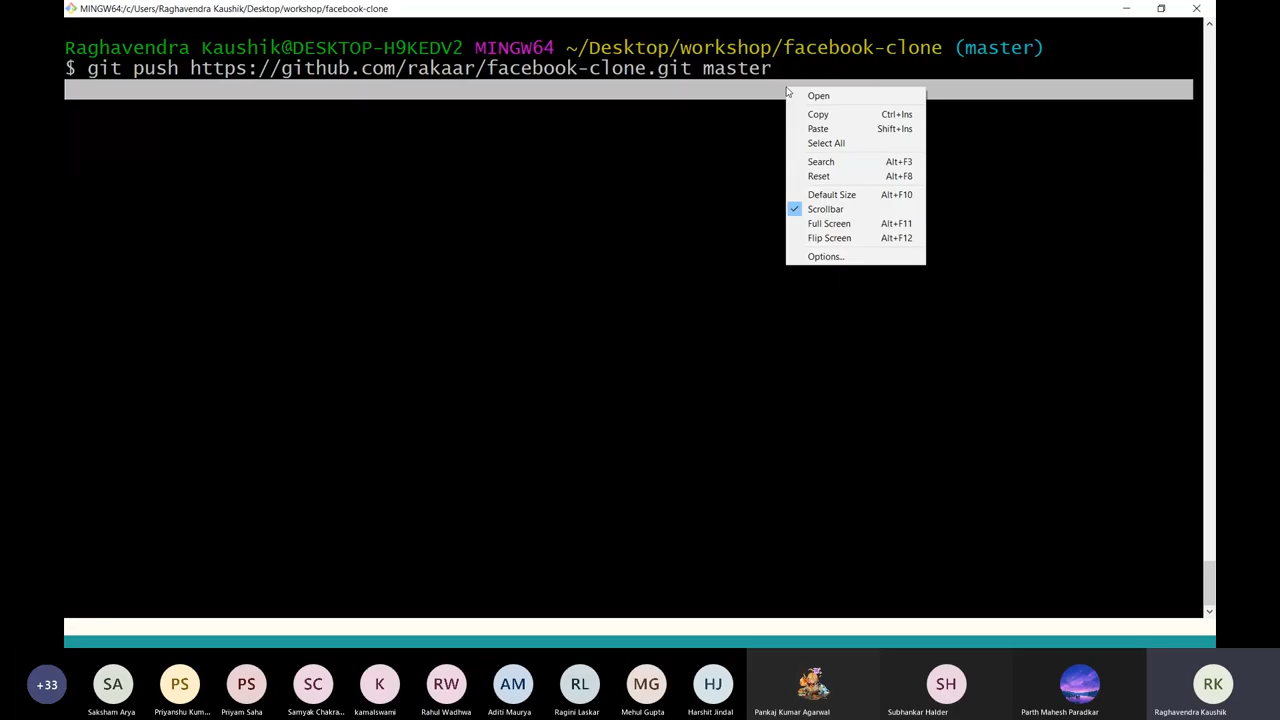 MINGW64:/c/Users/Raghavendra Kaushik/Desktop/workshop/facebook-clone
Raghavendra Kaushik@DESKTOP-H9KEDV2 MINGW64 ~/Desktop/workshop/facebook-clone (master)
$ git push https://github.com/rakaar/facebook-clone.git master
Open
Copy Ctrl+Ins
Paste Shift+Ins
Select All
Search Alt+F3
Reset Alt+F8
Default Size Alt+F10
Scrollbar
Full Screen Alt+F11
Flip Screen Alt+F12
Options...
+33 SA PS PS SC K RW AM RL MG HJ SH RK
Saksham Arya Priyanshu Kum... Priyam Saha Samyak Chakra... kamalswami Rahul Wadhwa Aditi Maurya Ragini Laskar Mehul Gupta Harshit Jindal Pankaj Kumar Agarwal Subhankar Halder Parth Mahesh Paradkar Raghavendra Kaushik